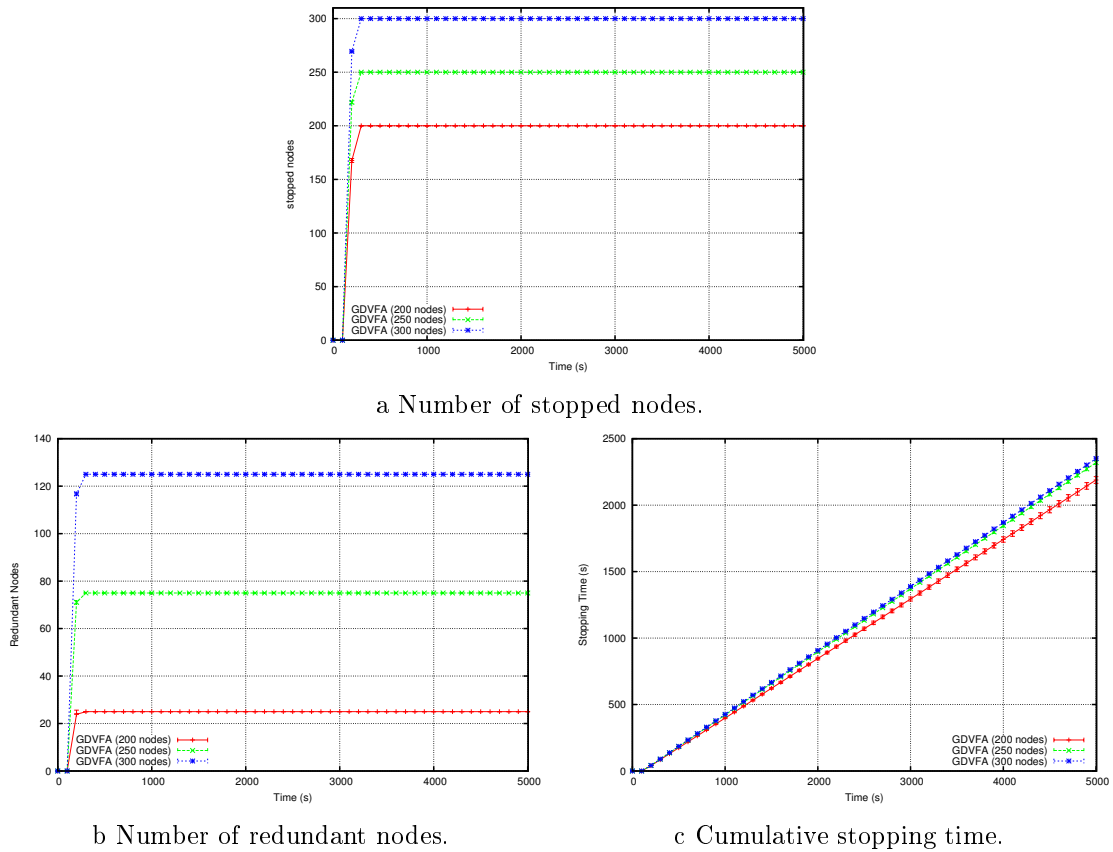 300
250
200
150
100
50
0
stopped nodes
GDVFA (200 nodes)
GDVFA (250 nodes)
GDVFA (300 nodes)
0 1000 2000 3000 4000 5000
Time (s)
a Number of stopped nodes.
140
120
100
80
60
40
20
0
Redundant Nodes
GDVFA (200 nodes)
GDVFA (250 nodes)
GDVFA (300 nodes)
0 1000 2000 3000 4000 5000
Time (s)
b Number of redundant nodes.
2500
2000
1500
1000
500
0
Stopping Time (s)
GDVFA (200 nodes)
GDVFA (250 nodes)
GDVFA (300 nodes)
0 1000 2000 3000 4000 5000
Time (s)
c Cumulative stopping time.